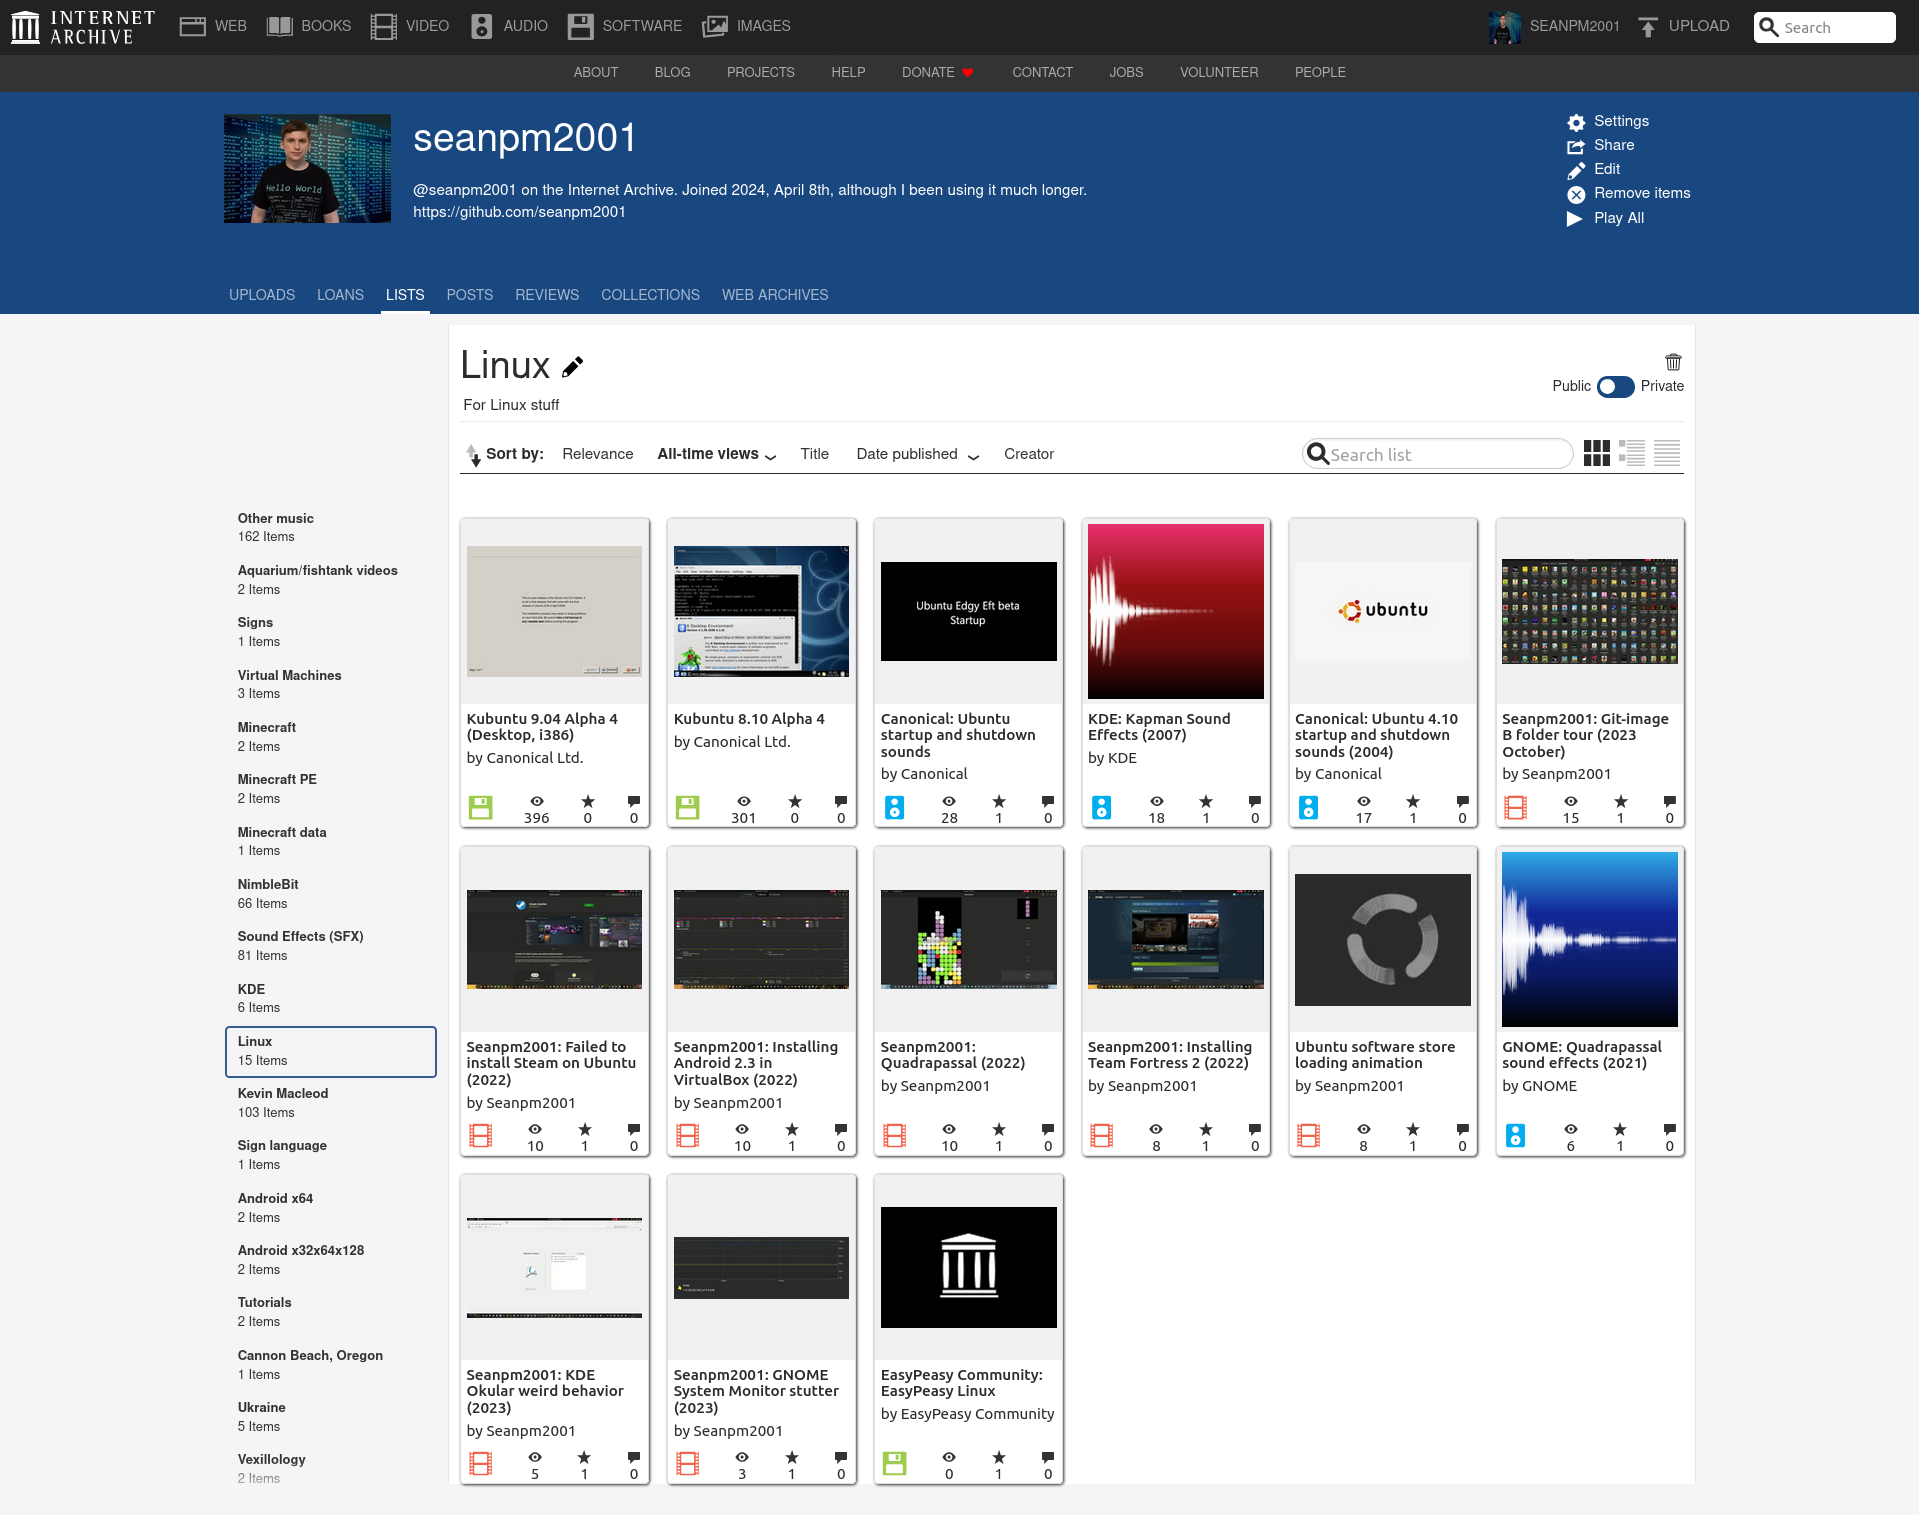 INTERNET ARCHIVE
WEB BOOKS VIDEO AUDIO SOFTWARE IMAGES
SEANPM2001 UPLOAD Search
ABOUT BLOG PROJECTS HELP DONATE CONTACT JOBS VOLUNTEER PEOPLE
Hello World
seanpm2001
@seanpm2001 on the Internet Archive. Joined 2024, April 8th, although I been using it much longer.
https://github.com/seanpm2001
Settings
Share
Edit
Remove items
Play All
UPLOADS LOANS LISTS POSTS REVIEWS COLLECTIONS WEB ARCHIVES
Linux
For Linux stuff
Public Private
Sort by: Relevance All-time views Title Date published Creator
Search list
Other music
162 Items
Aquarium/fishtank videos
2 Items
Signs
1 Items
Virtual Machines
3 Items
Minecraft
2 Items
Minecraft PE
2 Items
Minecraft data
1 Items
NimbleBit
66 Items
Sound Effects (SFX)
81 Items
KDE
6 Items
Linux
15 Items
Kevin Macleod
103 Items
Sign language
1 Items
Android x64
2 Items
Android x32x64x128
2 Items
Tutorials
2 Items
Cannon Beach, Oregon
1 Items
Ukraine
5 Items
Vexillology
2 Items
Kubuntu 9.04 Alpha 4
(Desktop, i386)
by Canonical Ltd.
396 0 0
K Desktop Environment
Kubuntu 8.10 Alpha 4
by Canonical Ltd.
301 0 0
Ubuntu Edgy Eft beta
Startup
Canonical: Ubuntu
startup and shutdown
sounds
by Canonical
28 1 0
KDE: Kapman Sound
Effects (2007)
by KDE
18 1 0
ubuntu
Canonical: Ubuntu 4.10
startup and shutdown
sounds (2004)
by Canonical
17 1 0
Seanpm2001: Git-image
B folder tour (2023
October)
by Seanpm2001
15 1 0
Seanpm2001: Failed to
install Steam on Ubuntu
(2022)
by Seanpm2001
10 1 0
Seanpm2001: Installing
Android 2.3 in
VirtualBox (2022)
by Seanpm2001
10 1 0
Seanpm2001:
Quadrapassal (2022)
by Seanpm2001
10 1 0
Seanpm2001: Installing
Team Fortress 2 (2022)
by Seanpm2001
8 1 0
Ubuntu software store
loading animation
by Seanpm2001
8 1 0
GNOME: Quadrapassal
sound effects (2021)
by GNOME
6 1 0
Seanpm2001: KDE
Okular weird behavior
(2023)
by Seanpm2001
5 1 0
Seanpm2001: GNOME
System Monitor stutter
(2023)
by Seanpm2001
3 1 0
EasyPeasy Community:
EasyPeasy Linux
by EasyPeasy Community
0 1 0